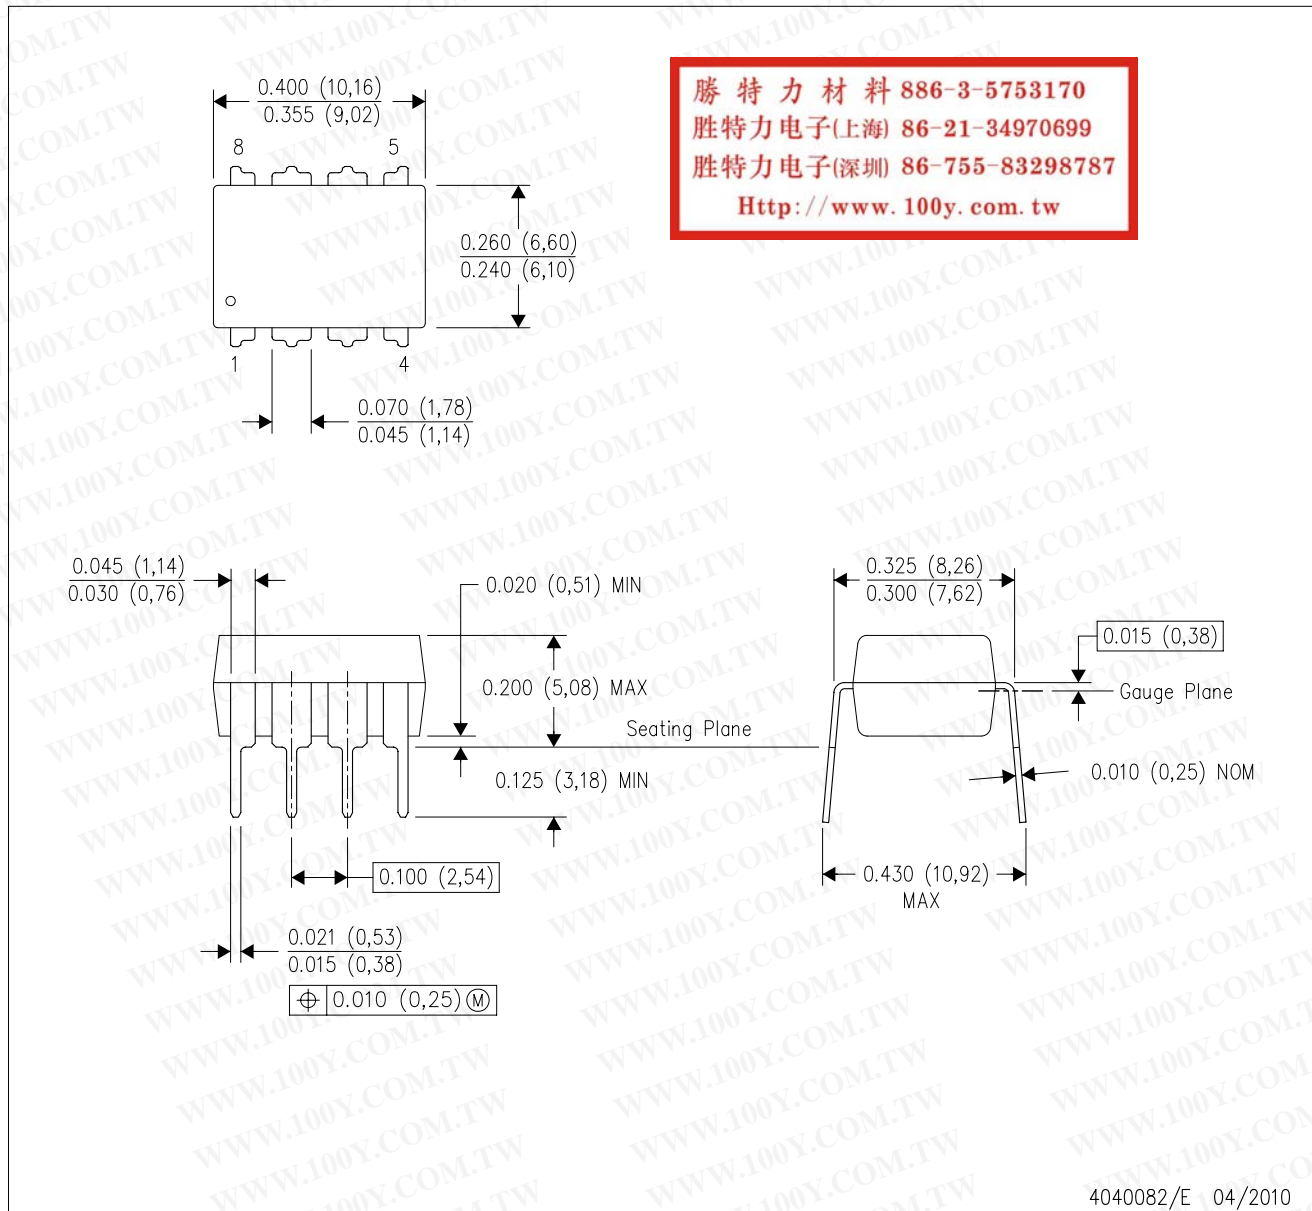 0.400 (10,16)
0.355 (9,02)
8
5
勝特力材料 886-3-5753170
胜特力电子(上海) 86-21-34970699
胜特力电子(深圳) 86-755-83298787
Http://www.100y.com.tw
0.260 (6,60)
0.240 (6,10)
1
4
0.070 (1,78)
0.045 (1,14)
0.045 (1,14)
0.030 (0,76)
0.020 (0,51) MIN
0.325 (8,26)
0.300 (7,62)
0.015 (0,38)
0.200 (5,08) MAX
Gauge Plane
Seating Plane
0.125 (3,18) MIN
0.010 (0,25) NOM
0.100 (2,54)
0.430 (10,92)
MAX
0.021 (0,53)
0.015 (0,38)
⌖ 0.010 (0,25) Ⓜ
4040082/E 04/2010
WWW.100Y.COM.TW